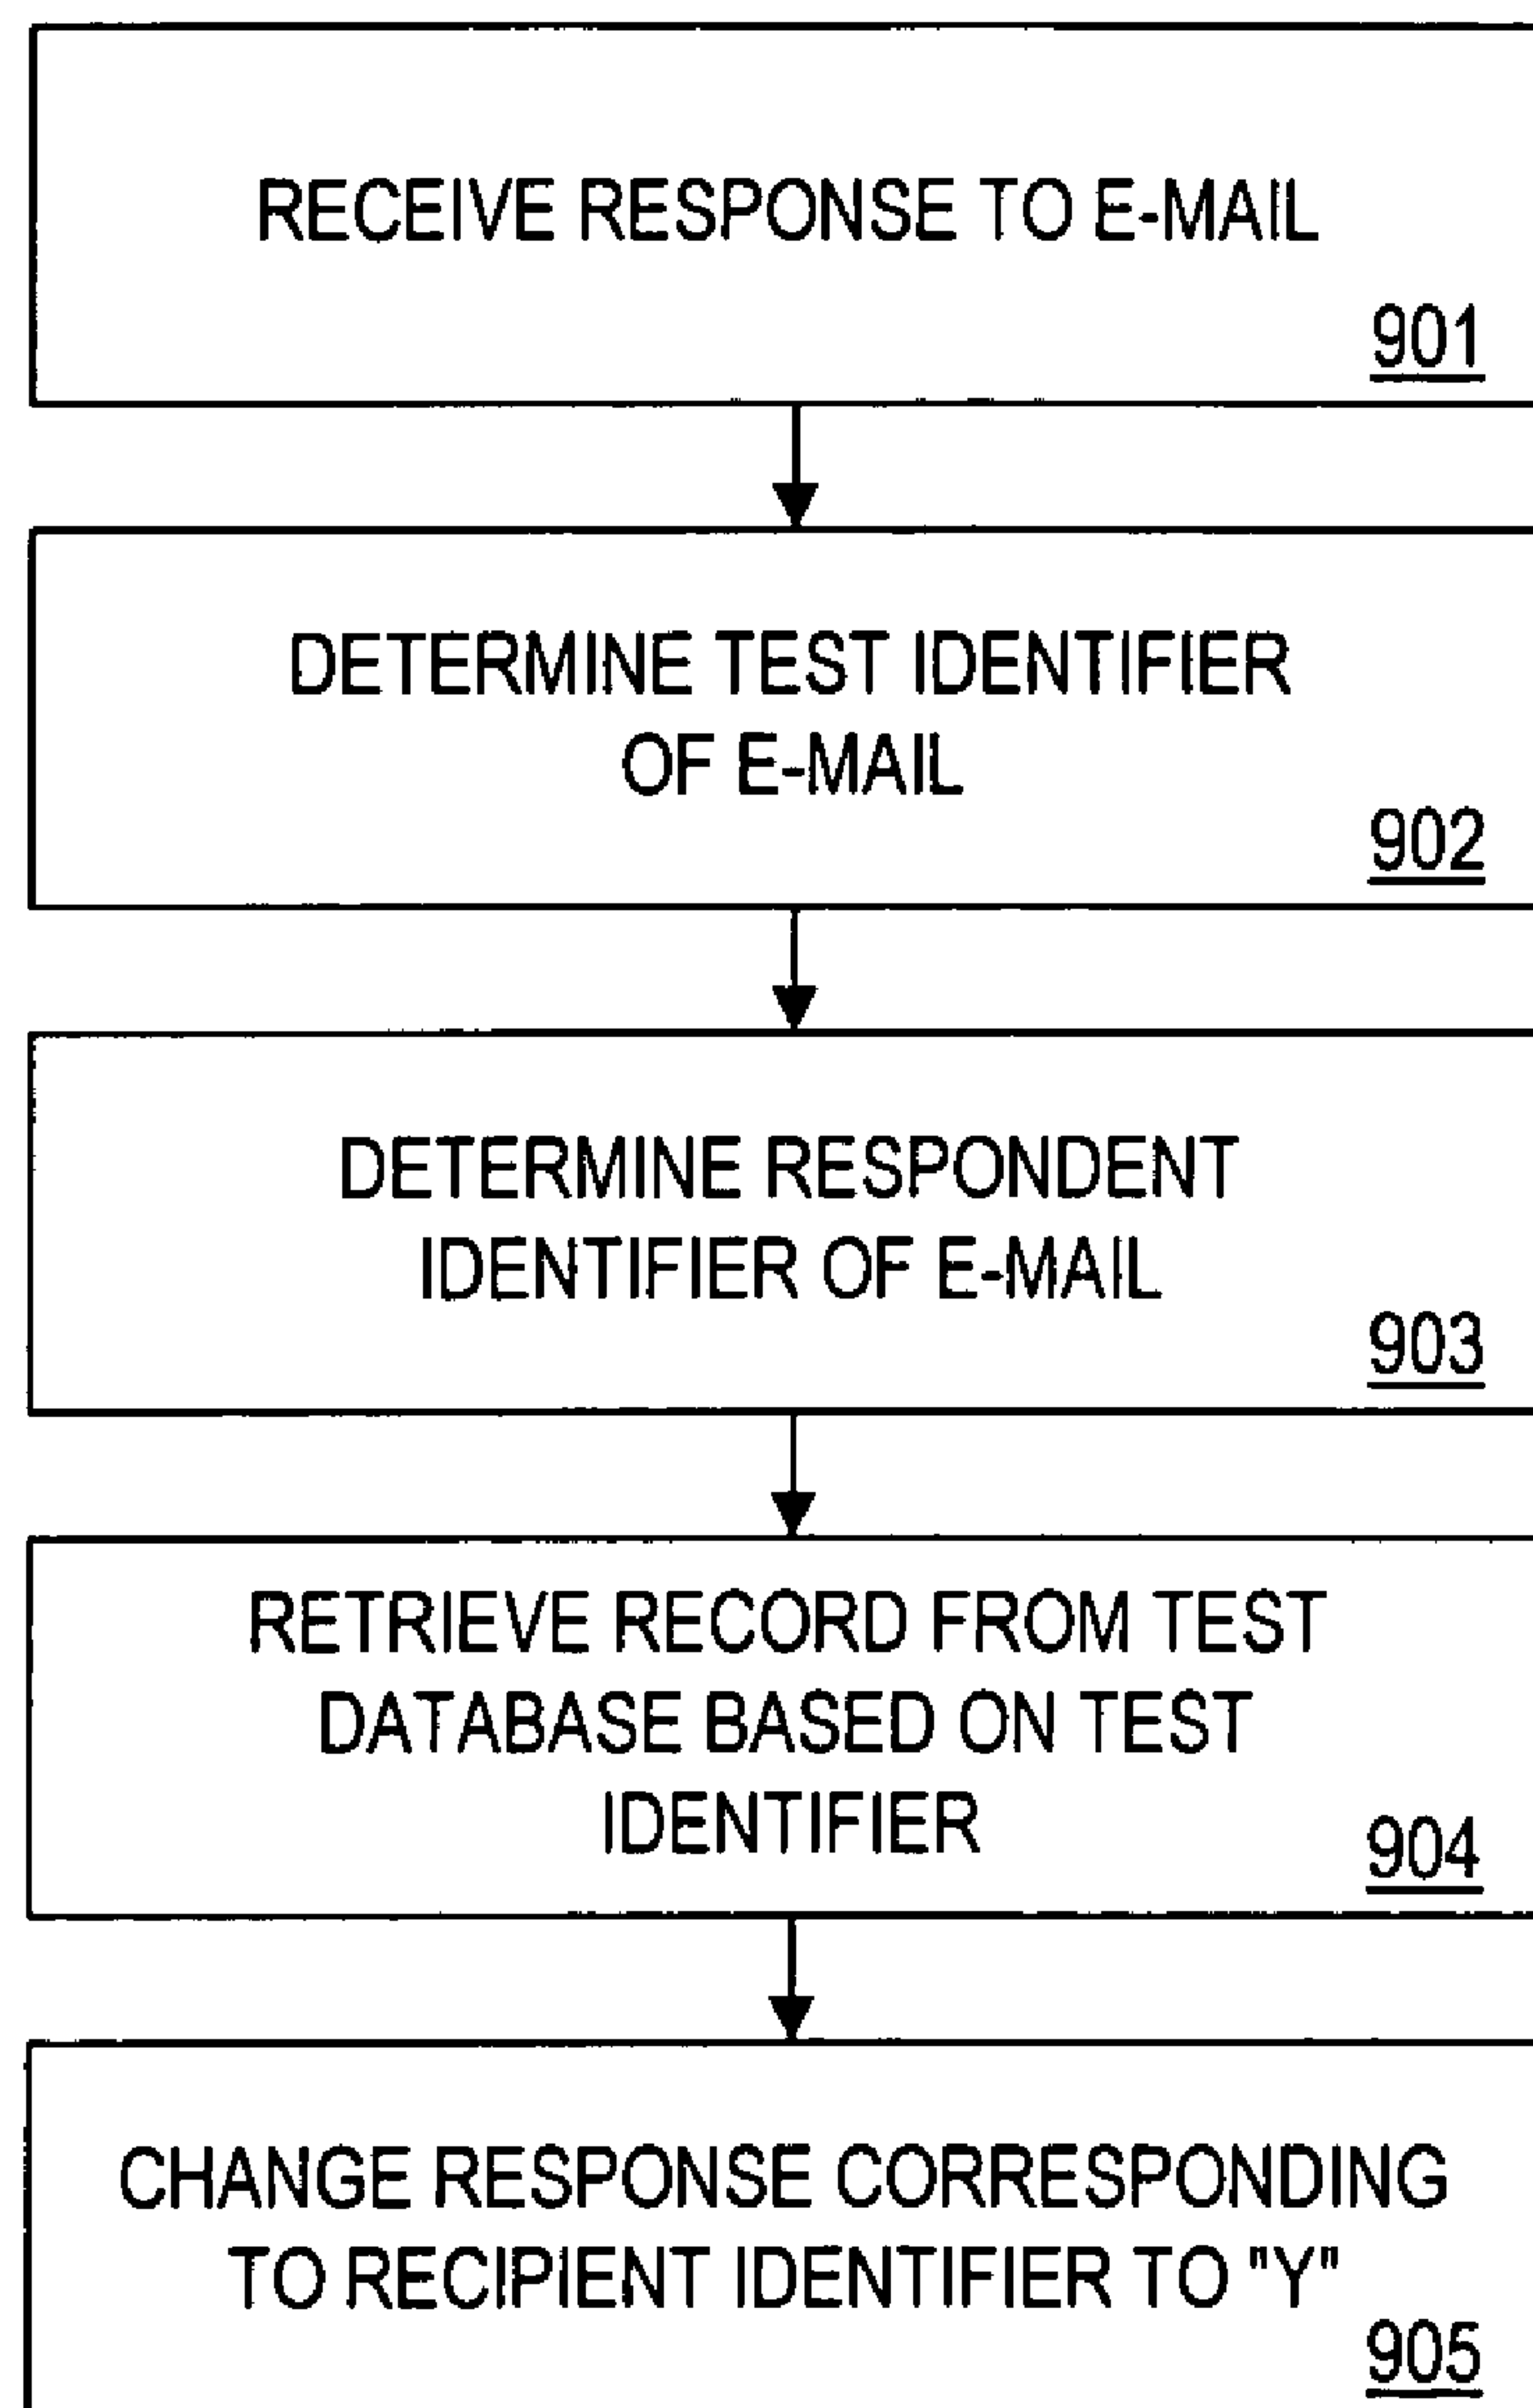 RECEIVE RESPONSE TO E-MAIL
901
DETERMINE TEST IDENTIFIER
OF E-MAIL
902
DETERMINE RESPONDENT
IDENTIFIER OF E-MAIL
903
RETRIEVE RECORD FROM TEST
DATABASE BASED ON TEST
IDENTIFIER
904
CHANGE RESPONSE CORRESPONDING
TO RECIPIENT IDENTIFIER TO "Y"
905